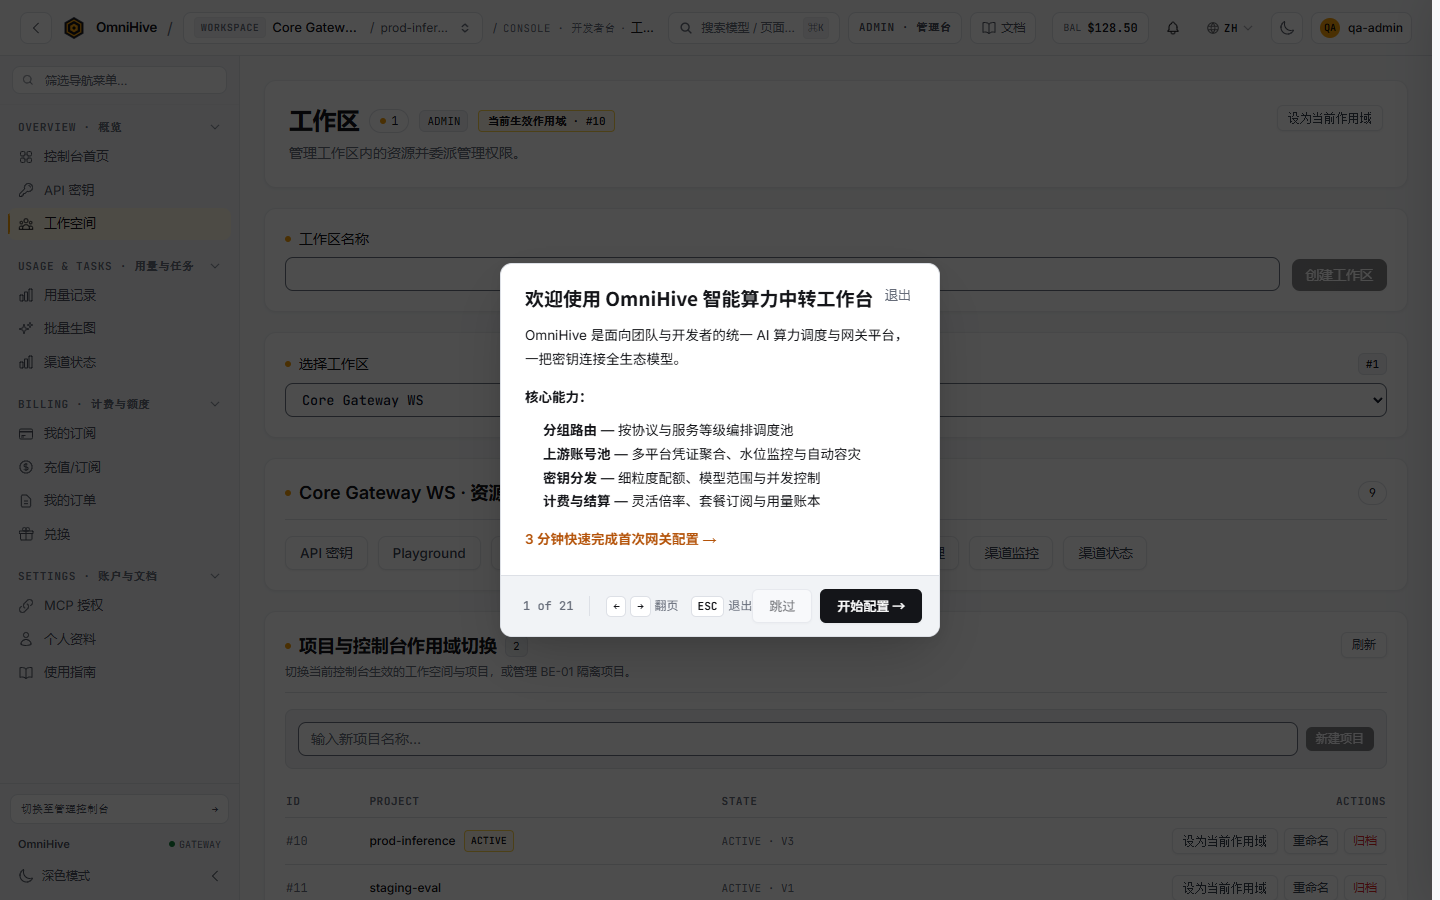 OmniHive / WORKSPACE Core Gatew... / prod-infer... / CONSOLE · 开发者台 · 工... 搜索模型 / 页面... ⌘K ADMIN · 管理台 文档 BAL $128.50 ZH QA qa-admin
筛选导航菜单...
OVERVIEW · 概览
控制台首页
API 密钥
工作空间
USAGE & TASKS · 用量与任务
用量记录
批量生图
渠道状态
BILLING · 计费与额度
我的订阅
充值/订阅
我的订单
兑换
SETTINGS · 账户与文档
MCP 授权
个人资料
使用指南
切换至管理控制台 →
OmniHive GATEWAY
深色模式
工作区 1 ADMIN 当前生效作用域 · #10 设为当前作用域
管理工作区内的资源并委派管理权限。
工作区名称
创建工作区
选择工作区 #1
Core Gateway WS
Core Gateway WS · 资源 9
API 密钥 Playground 渠道监控 渠道状态
项目与控制台作用域切换 2 刷新
切换当前控制台生效的工作空间与项目，或管理 BE-01 隔离项目。
输入新项目名称... 新建项目
ID PROJECT STATE ACTIONS
#10 prod-inference ACTIVE ACTIVE · V3 设为当前作用域 重命名 归档
#11 staging-eval ACTIVE · V1 设为当前作用域 重命名 归档
欢迎使用 OmniHive 智能算力中转工作台 退出
OmniHive 是面向团队与开发者的统一 AI 算力调度与网关平台，
一把密钥连接全生态模型。
核心能力：
分组路由 — 按协议与服务等级编排调度池
上游账号池 — 多平台凭证聚合、水位监控与自动容灾
密钥分发 — 细粒度配额、模型范围与并发控制
计费与结算 — 灵活倍率、套餐订阅与用量账本
3 分钟快速完成首次网关配置 →
1 of 21 ← → 翻页 ESC 退出 跳过 开始配置 →